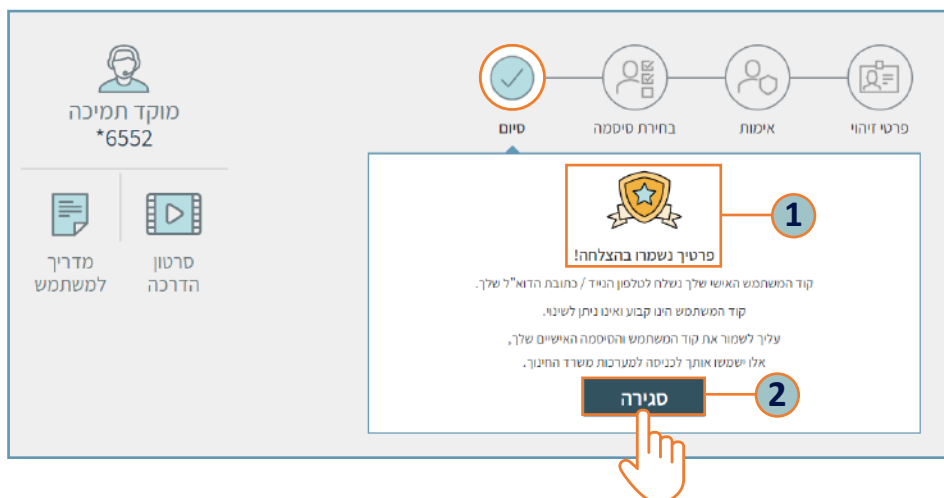 פרטי זיהוי
אימות
בחירת סיסמה
סיום
מוקד תמיכה
*6552
סרטון
הדרכה
מדריך
למשתמש
1
פרטיך נשמרו בהצלחה!
קוד המשתמש האישי שלך נשלח לטלפון הנייד / כתובת הדוא"ל שלך.
קוד המשתמש הינו קבוע ואינו ניתן לשינוי.
עליך לשמור את קוד המשתמש והסיסמה האישיים שלך,
אלו ישמשו אותך לכניסה למערכות משרד החינוך.
סגירה
2